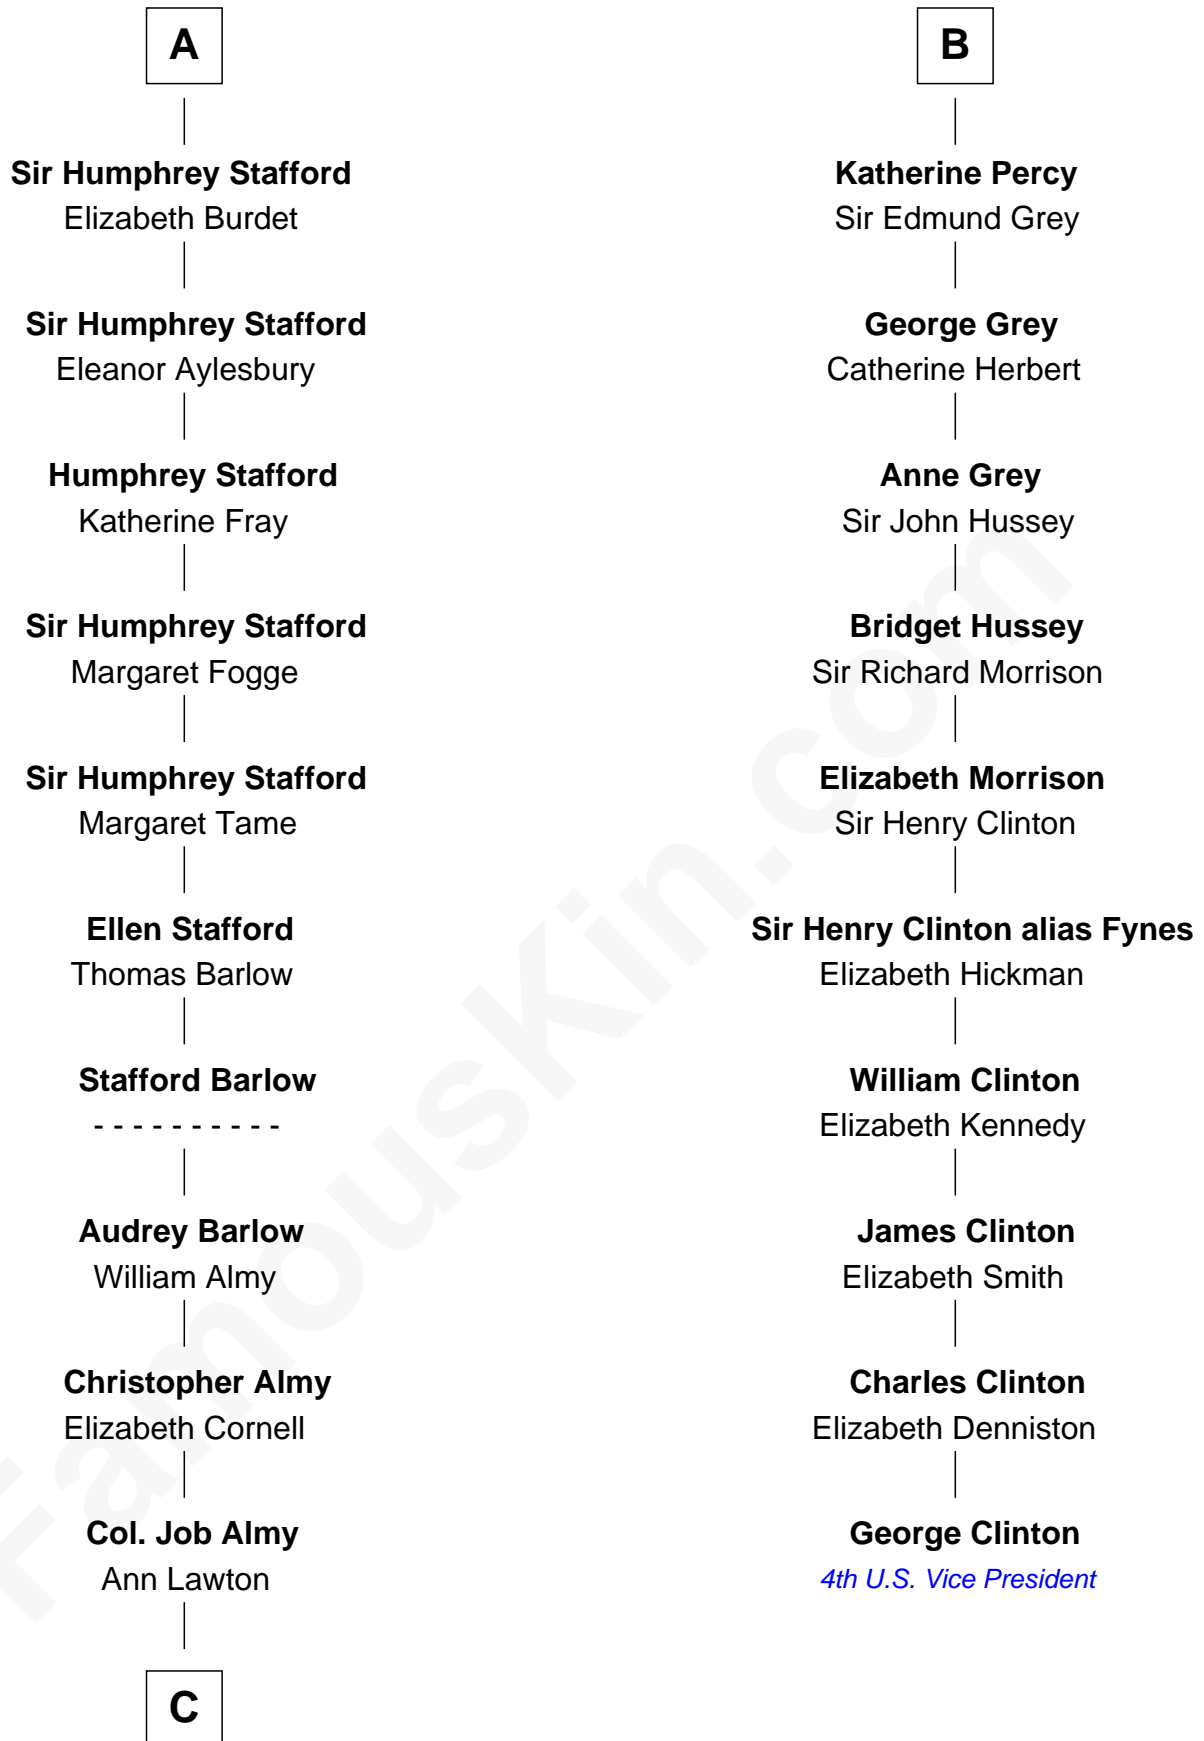 A
Sir Humphrey Stafford
Elizabeth Burdet
Sir Humphrey Stafford
Eleanor Aylesbury
Humphrey Stafford
Katherine Fray
Sir Humphrey Stafford
Margaret Fogge
Sir Humphrey Stafford
Margaret Tame
Ellen Stafford
Thomas Barlow
Stafford Barlow
- - - - - - - - - -
Audrey Barlow
William Almy
Christopher Almy
Elizabeth Cornell
Col. Job Almy
Ann Lawton
C
B
Katherine Percy
Sir Edmund Grey
George Grey
Catherine Herbert
Anne Grey
Sir John Hussey
Bridget Hussey
Sir Richard Morrison
Elizabeth Morrison
Sir Henry Clinton
Sir Henry Clinton alias Fynes
Elizabeth Hickman
William Clinton
Elizabeth Kennedy
James Clinton
Elizabeth Smith
Charles Clinton
Elizabeth Denniston
George Clinton
4th U.S. Vice President
FamousKin.com